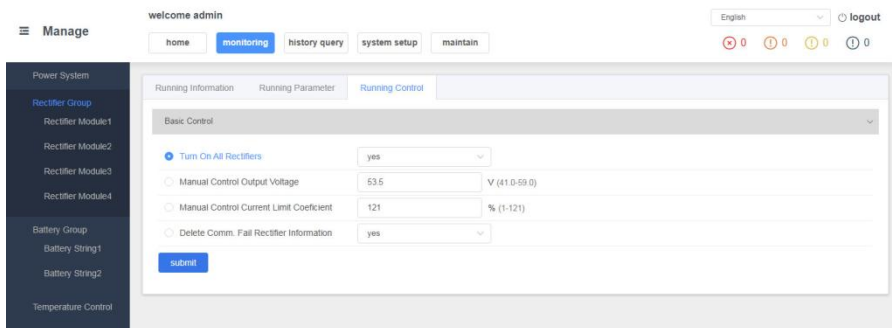 welcome admin
English
logout
Manage
home monitoring history query system setup maintain
0 0 0 0
Power System
Rectifier Group
Rectifier Module1
Rectifier Module2
Rectifier Module3
Rectifier Module4
Battery Group
Battery String1
Battery String2
Temperature Control
Running Information Running Parameter Running Control
Basic Control
Turn On All Rectifiers yes
Manual Control Output Voltage 53.5 V (41.0-59.0)
Manual Control Current Limit Coeficient 121 % (1-121)
Delete Comm. Fail Rectifier Information yes
submit